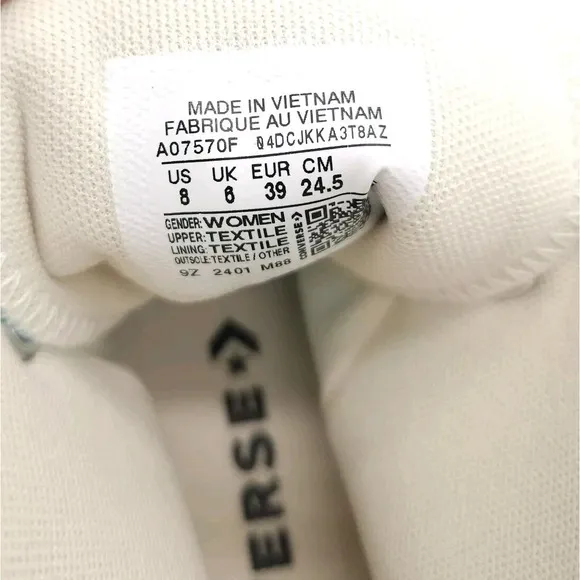 MADE IN VIETNAM
FABRIQUE AU VIETNAM
A07570F 04DCJKKA3T8AZ
US UK EUR CM
8 6 39 24.5
GENDER: WOMEN
UPPER: TEXTILE
LINING: TEXTILE
OUTSOLE: TEXTILE / OTHER
9Z 2401 M88
CONVERSE
ERSE